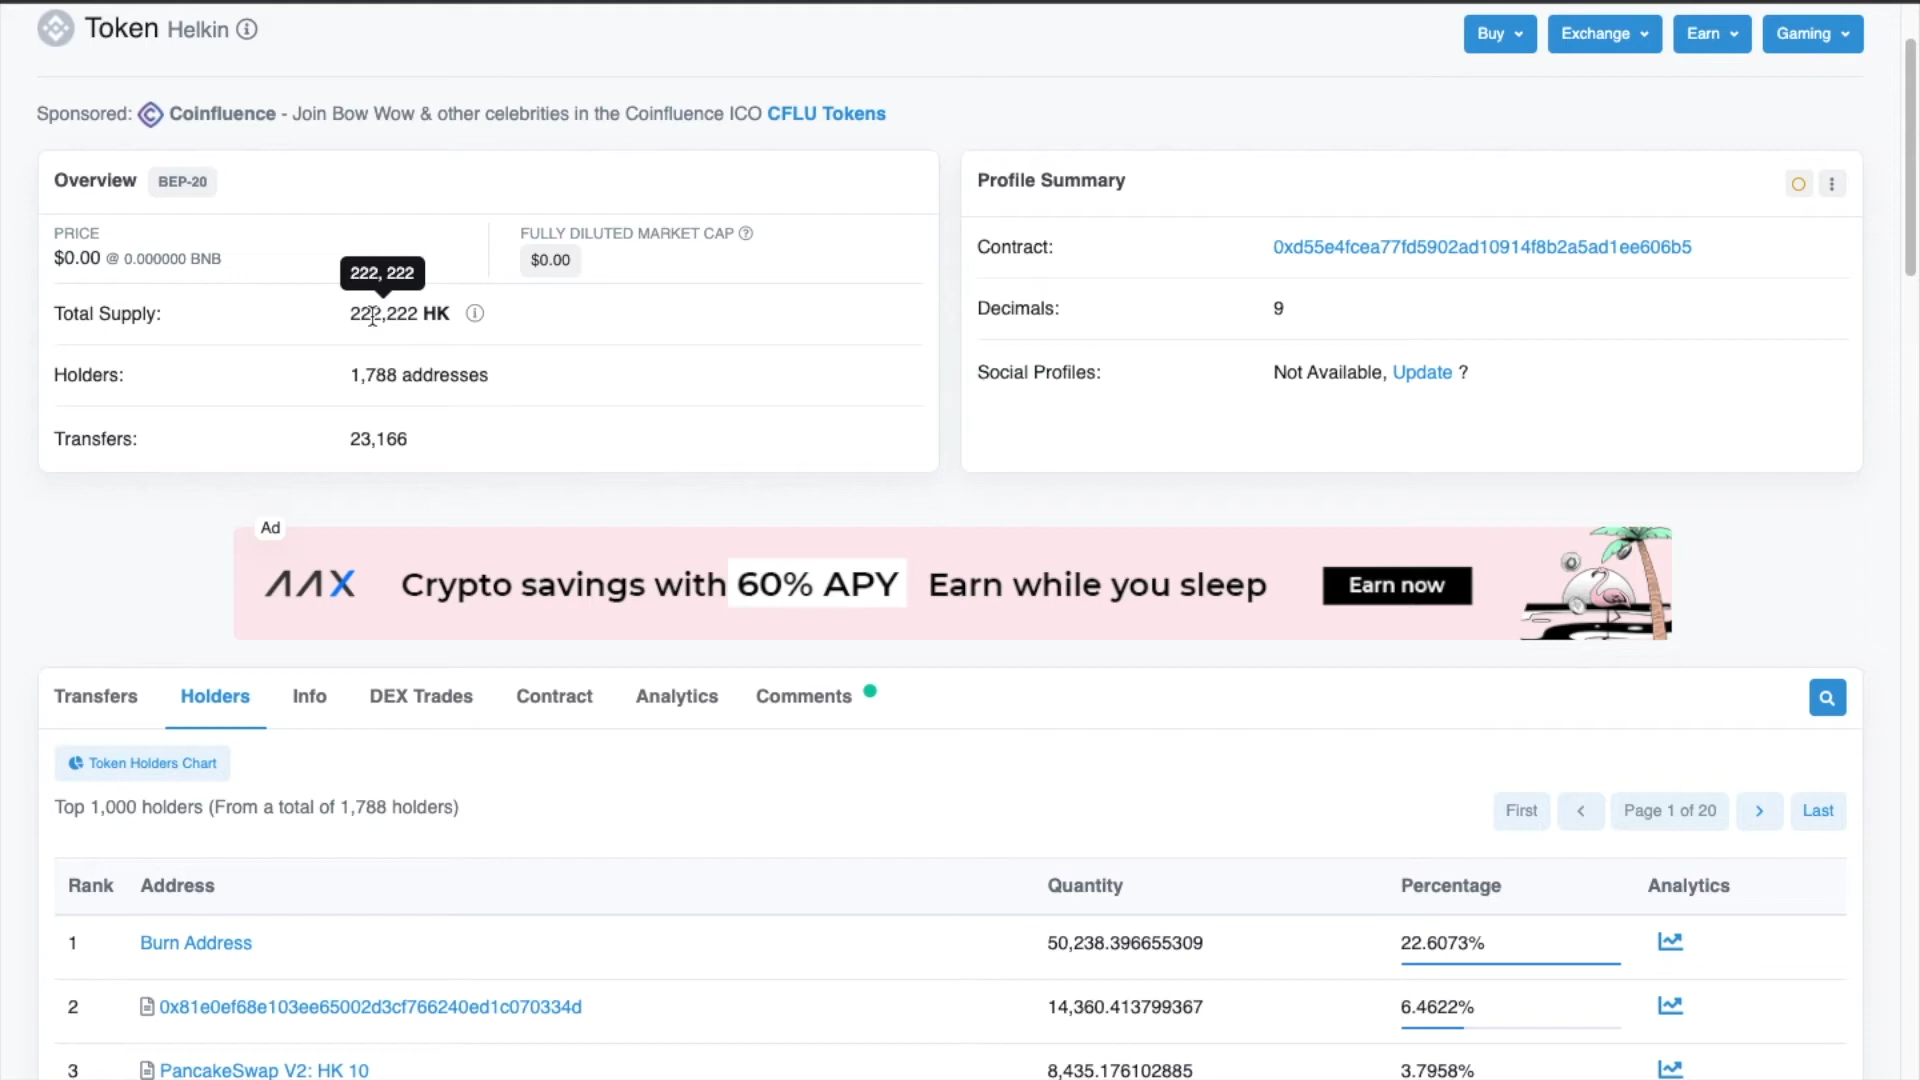 Token Helkin
Buy
Exchange
Earn
Gaming
Sponsored: Coinfluence - Join Bow Wow & other celebrities in the Coinfluence ICO CFLU Tokens
Overview BEP-20
PRICE
$0.00 @ 0.000000 BNB
FULLY DILUTED MARKET CAP
$0.00
222, 222
Total Supply: 222,222 HK
Holders: 1,788 addresses
Transfers: 23,166
Profile Summary
Contract: 0xd55e4fcea77fd5902ad10914f8b2a5ad1ee606b5
Decimals: 9
Social Profiles: Not Available, Update ?
Ad
AAX Crypto savings with 60% APY Earn while you sleep Earn now
Transfers Holders Info DEX Trades Contract Analytics Comments
Token Holders Chart
Top 1,000 holders (From a total of 1,788 holders)
First Page 1 of 20 Last
Rank Address Quantity Percentage Analytics
1 Burn Address 50,238.396655309 22.6073%
2 0x81e0ef68e103ee65002d3cf766240ed1c070334d 14,360.413799367 6.4622%
3 PancakeSwap V2: HK 10 8,435.176102885 3.7958%